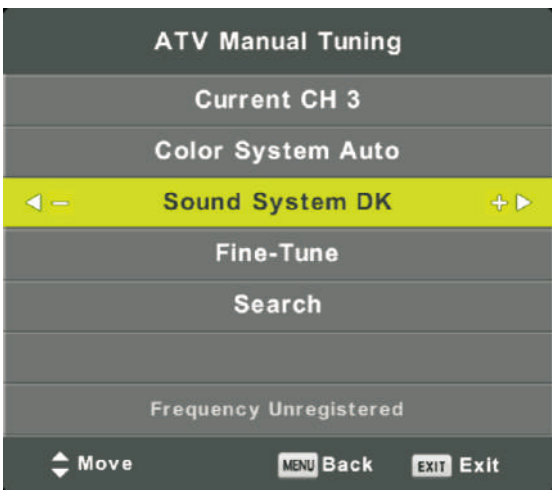 ATV Manual Tuning
Current CH 3
Color System Auto
− Sound System DK +
Fine-Tune
Search
Frequency Unregistered
Move MENU Back EXIT Exit